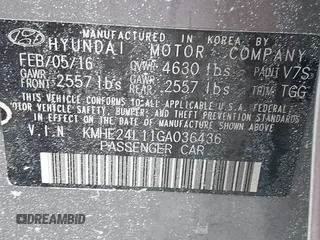 MANUFACTURED IN KOREA BY
HYUNDAI MOTOR COMPANY
FEB/05/16 GVWR 4630 lbs PAINT V7S
GAWR FRONT: 2557 lbs GAWR REAR: 2557 lbs TRIM: TGG
THIS VEHICLE CONFORMS TO ALL APPLICABLE
FEDERAL MOTOR VEHICLE SAFETY, BUMPER, AND THEFT
PREVENTION STANDARDS IN EFFECT ON THE DATE
OF MANUFACTURE SHOWN ABOVE.
V.I.N KMHE24L11GA036436
PASSENGER CAR
DREAMBID